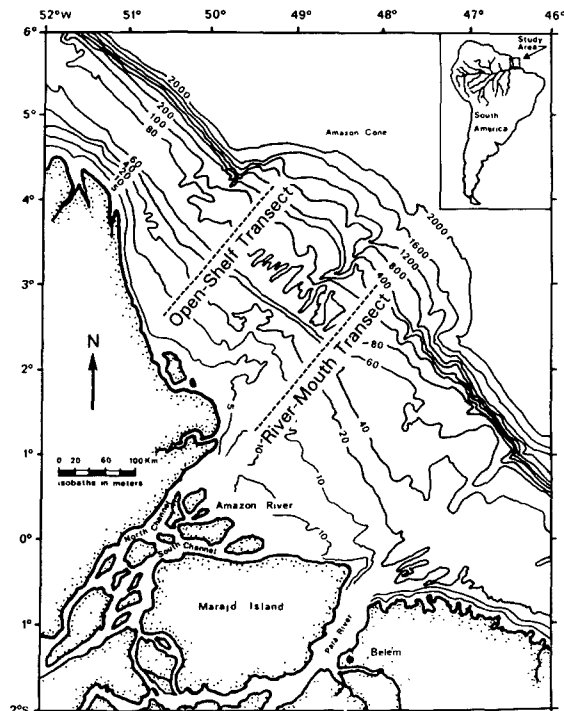 52°W 51° 50° 49° 48° 47° 46°
6°
5°
4°
3°
2°
1°
0°
1°
2°S
Study
Area
South
America
Amazon Cone
2000
200
100
80
60
2000
1600
1200
800
400
80
60
40
20
10
10
5
Open-Shelf Transect
River-Mouth Transect
N
0 20 40 60 80 100 Km
isobaths in meters
Amazon River
North Channel
South Channel
Marajó Island
Pará River
Belém